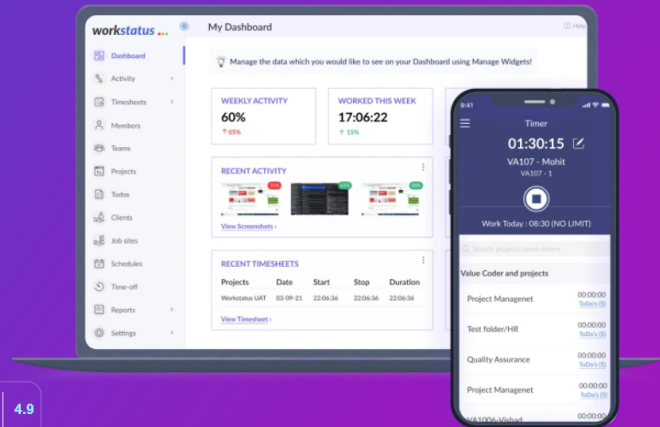 workstatus
My Dashboard
Help
Dashboard
Activity
Timesheets
Members
Teams
Projects
Todos
Clients
Job sites
Schedules
Time-off
Reports
Settings
Manage the data which you would like to see on your Dashboard using Manage Widgets!
WEEKLY ACTIVITY
60%
05%
WORKED THIS WEEK
17:06:22
15%
RECENT ACTIVITY
View Screenshots ›
RECENT TIMESHEETS
Projects Date Start Stop Duration
Workstatus UAT 03-09-21 22:06:36 22:06:36 22:06:36
View Timesheet ›
9:41
Timer
01:30:15
VA107 - Mohit
VA107 - 1
Work Today : 08:30 (NO LIMIT)
Search projects/work orders
Value Coder and projects
Project Managenet 00:00:00
ToDo's (5)
Test folder/HR 00:00:00
ToDo's (5)
Quality Assurance 00:00:00
ToDo's (5)
Project Managenet 00:00:00
ToDo's (5)
VA1006-Vishad 00:00:00
4.9